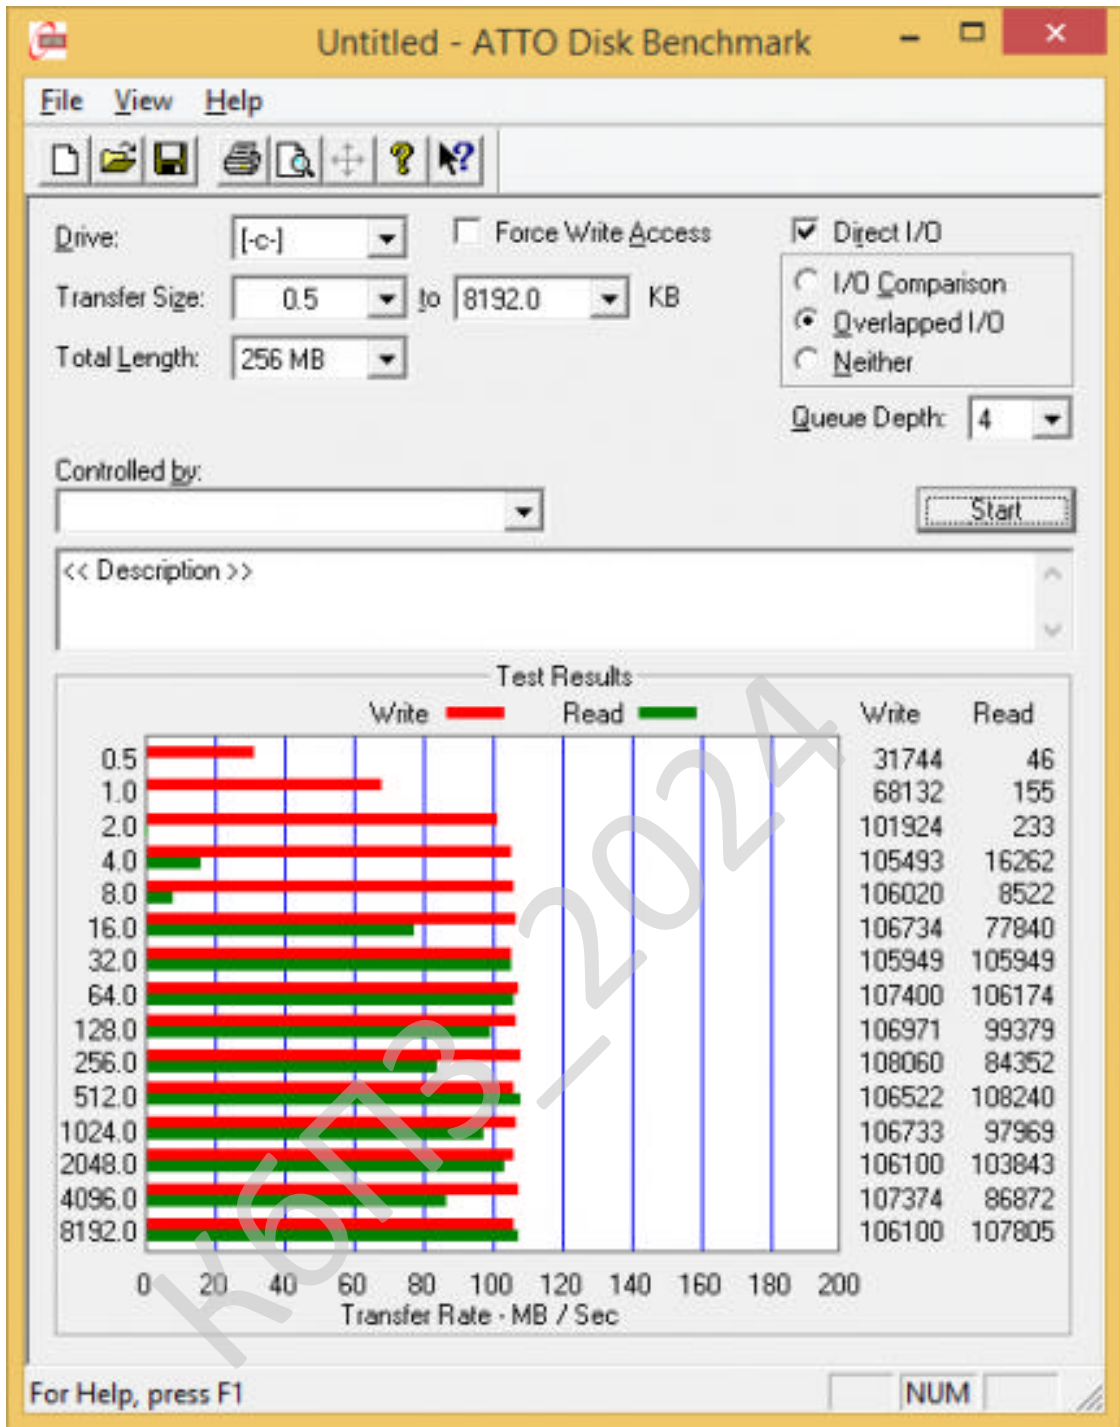 Untitled - ATTO Disk Benchmark
File View Help
Drive: [-c-] Force Write Access Direct I/O
I/O Comparison
Transfer Size: 0.5 to 8192.0 KB
Overlapped I/O
Total Length: 256 MB
Neither
Queue Depth: 4
Controlled by:
Start
<< Description >>
Test Results
Write Read Write Read
0.5 31744 46
1.0 68132 155
2.0 101924 233
4.0 105493 16262
8.0 106020 8522
16.0 106734 77840
32.0 105949 105949
64.0 107400 106174
128.0 106971 99379
256.0 108060 84352
512.0 106522 108240
1024.0 106733 97969
2048.0 106100 103843
4096.0 107374 86872
8192.0 106100 107805
0 20 40 60 80 100 120 140 160 180 200
Transfer Rate - MB / Sec
For Help, press F1 NUM
КбПЗ_2024